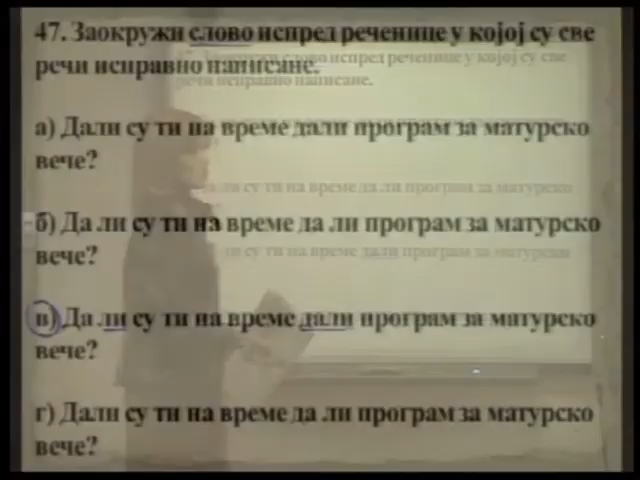 47. Заокружи слово испред реченице у којој су све
речи исправно написане.
а) Дали су ти на време дали програм за матурско
вече?
б) Да ли су ти на време да ли програм за матурско
вече?
в) Да ли су ти на време дали програм за матурско
вече?
г) Дали су ти на време да ли програм за матурско
вече?